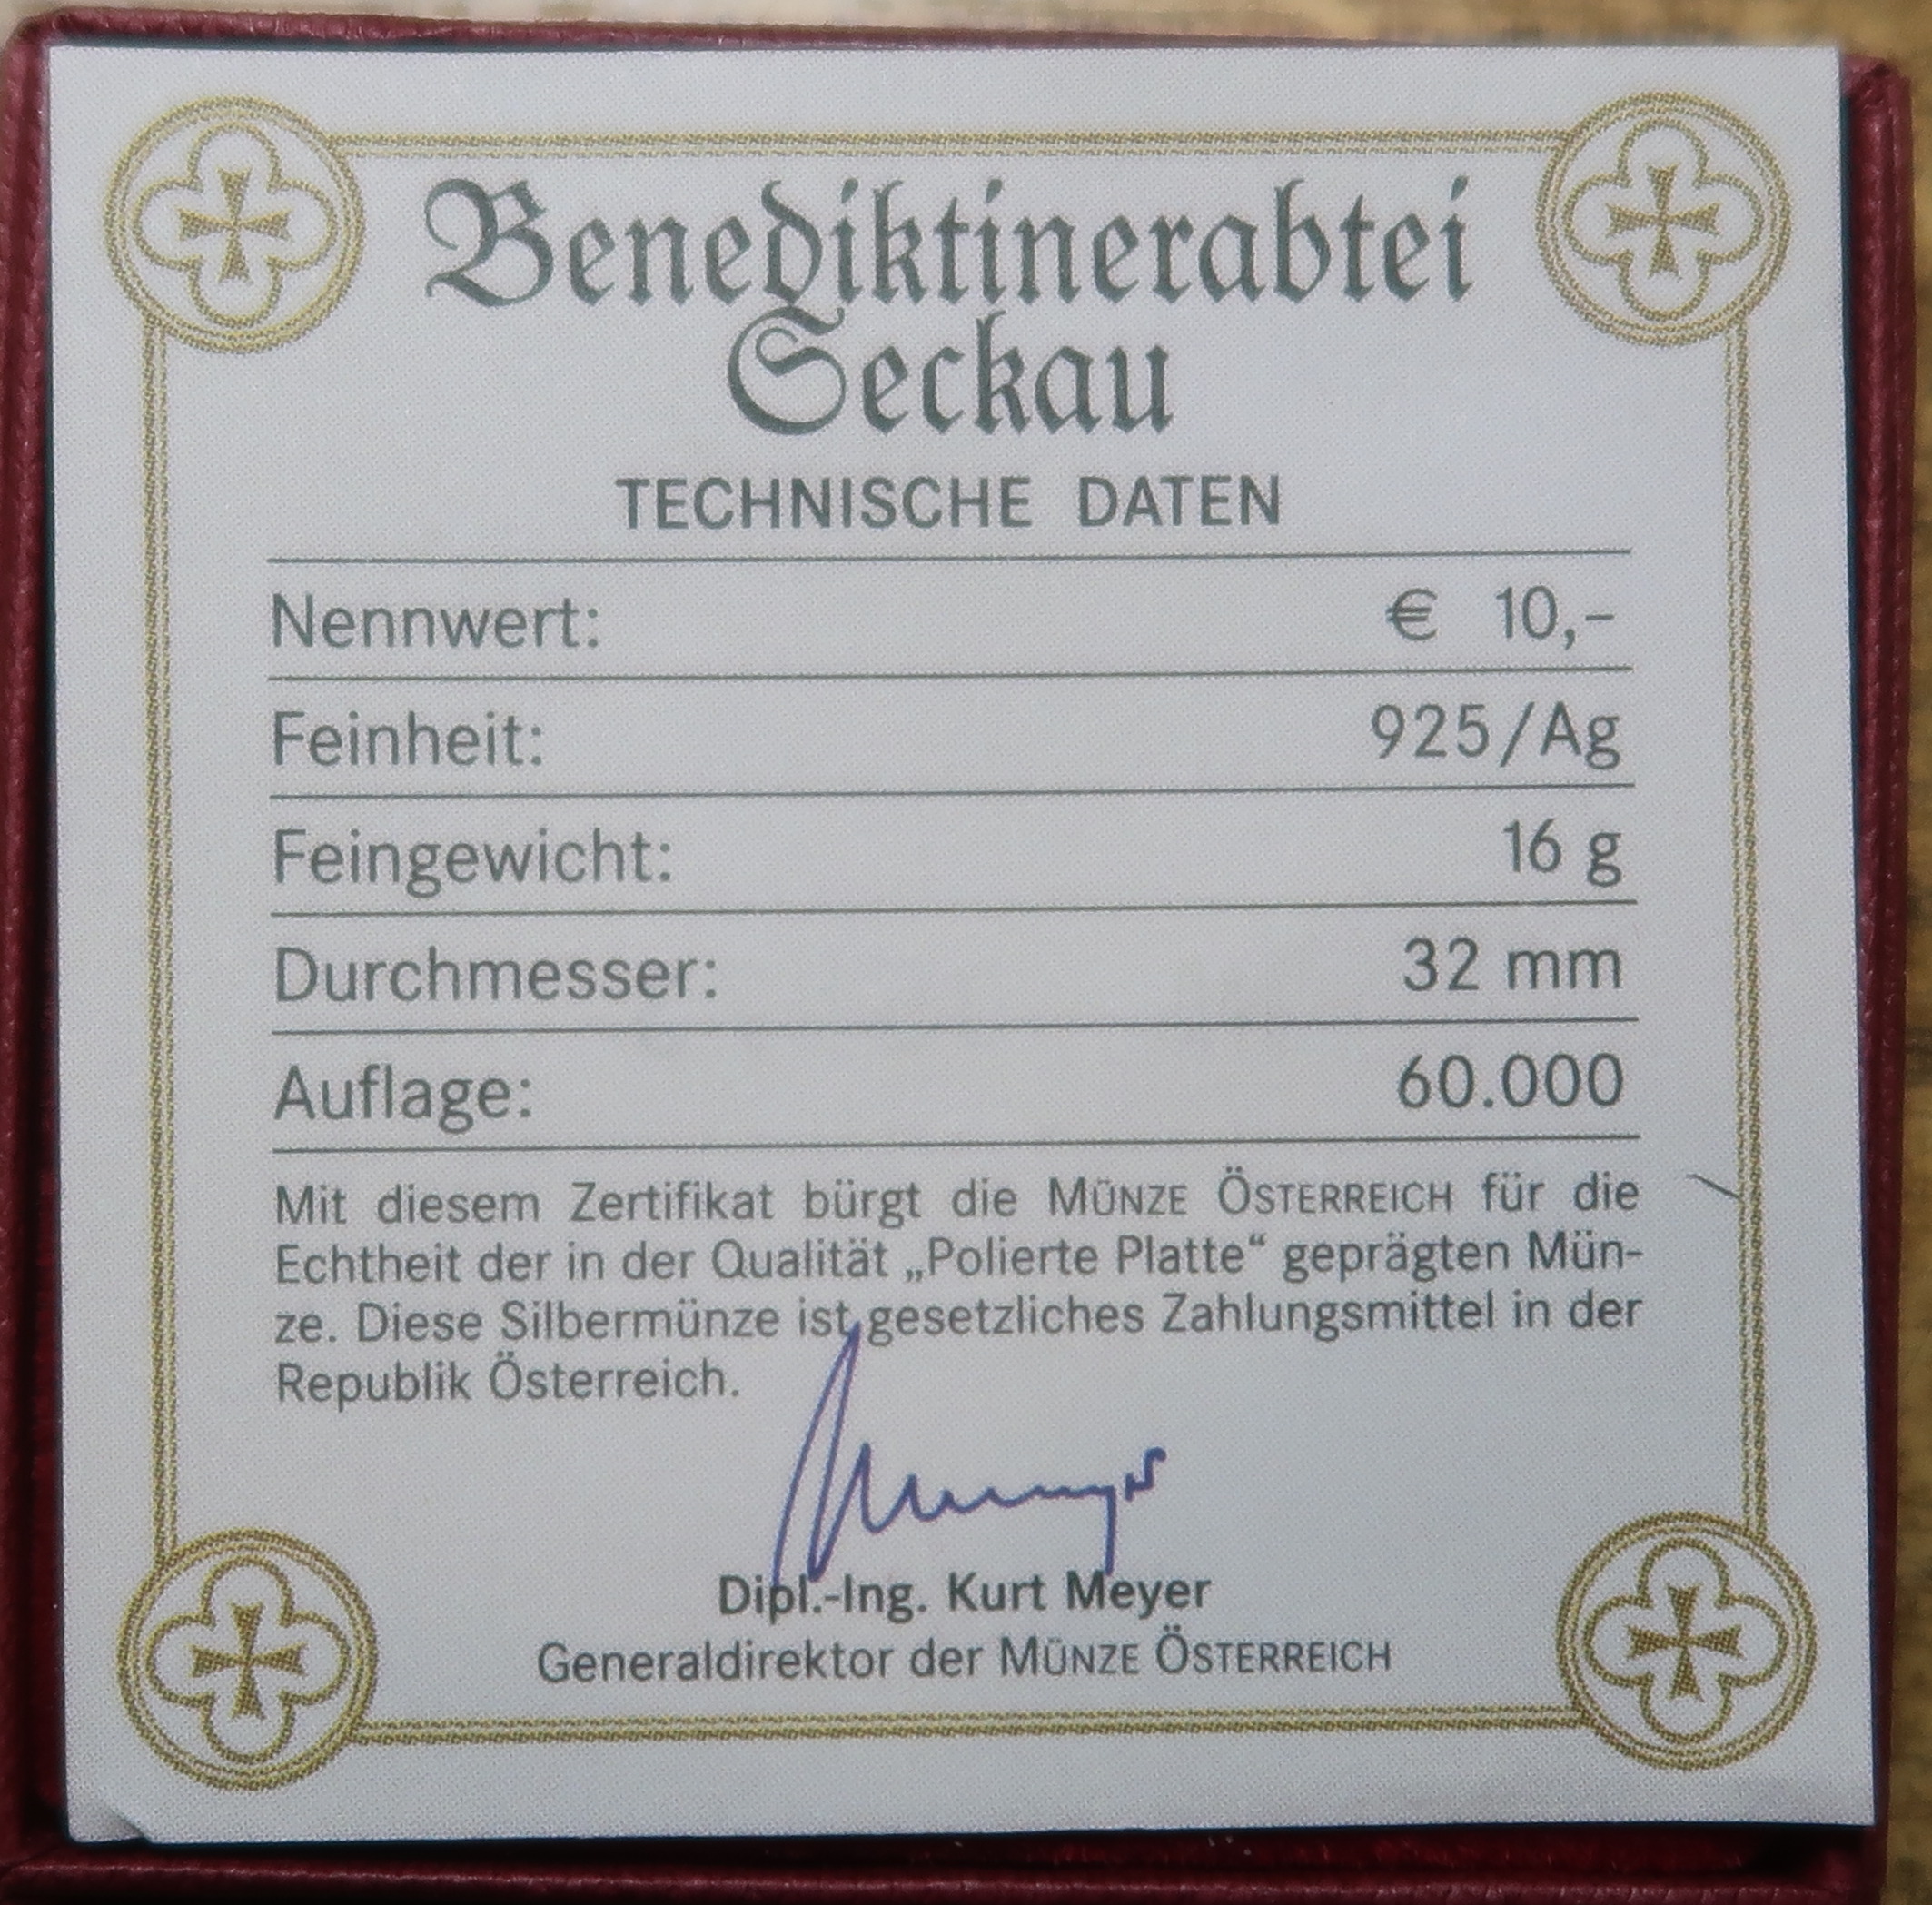 Benediktinerabtei
Seckau
TECHNISCHE DATEN
Nennwert: € 10,–
Feinheit: 925/Ag
Feingewicht: 16 g
Durchmesser: 32 mm
Auflage: 60.000
Mit diesem Zertifikat bürgt die MÜNZE ÖSTERREICH für die
Echtheit der in der Qualität „Polierte Platte“ geprägten Mün-
ze. Diese Silbermünze ist gesetzliches Zahlungsmittel in der
Republik Österreich.
Dipl.-Ing. Kurt Meyer
Generaldirektor der MÜNZE ÖSTERREICH